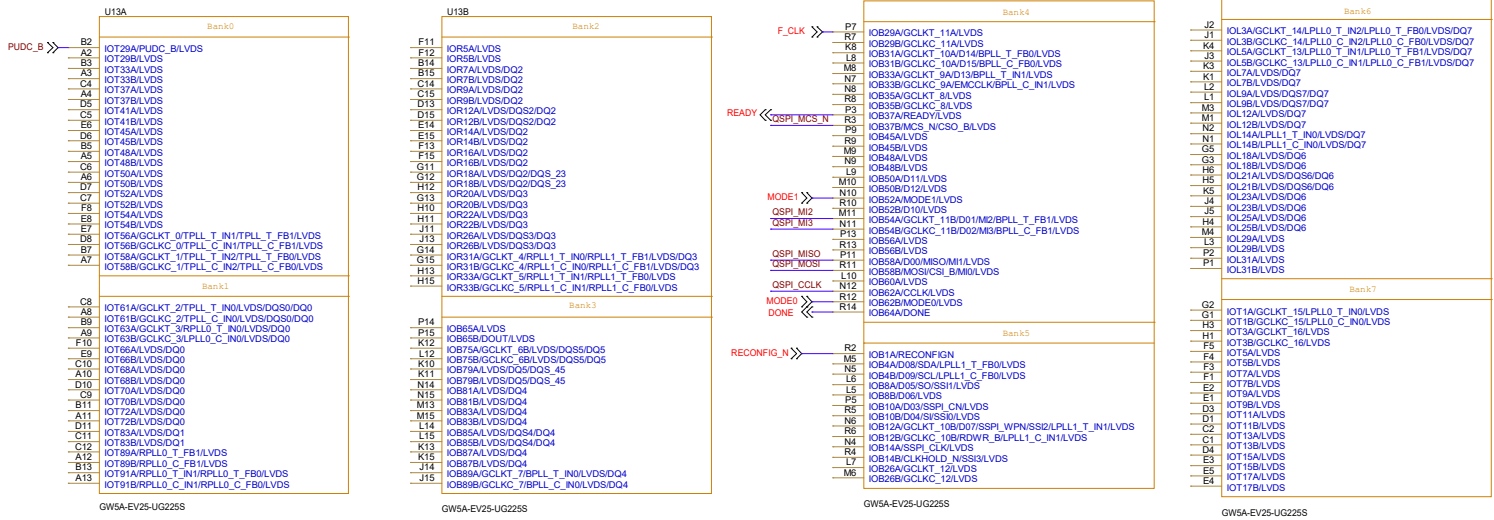 U13A
Bank0
PUDC_B B2 IOT29A/PUDC_B/LVDS
A2 IOT29B/LVDS
B3 IOT33A/LVDS
A3 IOT33B/LVDS
C4 IOT37A/LVDS
A4 IOT37B/LVDS
D5 IOT41A/LVDS
C5 IOT41B/LVDS
E6 IOT45A/LVDS
D6 IOT45B/LVDS
B5 IOT48A/LVDS
A5 IOT48B/LVDS
C6 IOT50A/LVDS
A6 IOT50B/LVDS
D7 IOT52A/LVDS
C7 IOT52B/LVDS
F8 IOT54A/LVDS
E8 IOT54B/LVDS
E7 IOT56A/GCLKT_0/TPLL_T_IN1/TPLL_T_FB1/LVDS
D8 IOT56B/GCLKC_0/TPLL_C_IN1/TPLL_C_FB1/LVDS
B7 IOT58A/GCLKT_1/TPLL_T_IN2/TPLL_T_FB0/LVDS
A7 IOT58B/GCLKC_1/TPLL_C_IN2/TPLL_C_FB0/LVDS
Bank1
C8 IOT61A/GCLKT_2/TPLL_T_IN0/LVDS/DQS0/DQ0
A8 IOT61B/GCLKC_2/TPLL_C_IN0/LVDS/DQS0/DQ0
B9 IOT63A/GCLKT_3/RPLL0_T_IN0/LVDS/DQ0
A9 IOT63B/GCLKC_3/LPLL0_C_IN0/LVDS/DQ0
F10 IOT66A/LVDS/DQ0
E9 IOT66B/LVDS/DQ0
C10 IOT68A/LVDS/DQ0
A10 IOT68B/LVDS/DQ0
D10 IOT70A/LVDS/DQ0
C9 IOT70B/LVDS/DQ0
B11 IOT72A/LVDS/DQ0
A11 IOT72B/LVDS/DQ0
D11 IOT83A/LVDS/DQ1
C11 IOT83B/LVDS/DQ1
C12 IOT89A/RPLL0_T_FB1/LVDS
A12 IOT89B/RPLL0_C_FB1/LVDS
B13 IOT91A/RPLL0_T_IN1/RPLL0_T_FB0/LVDS
A13 IOT91B/RPLL0_C_IN1/RPLL0_C_FB0/LVDS
GW5A-EV25-UG225S
U13B
Bank2
F11 IOR5A/LVDS
F12 IOR5B/LVDS
B14 IOR7A/LVDS/DQ2
B15 IOR7B/LVDS/DQ2
C14 IOR9A/LVDS/DQ2
C15 IOR9B/LVDS/DQ2
D13 IOR12A/LVDS/DQS2/DQ2
D15 IOR12B/LVDS/DQS2/DQ2
E14 IOR14A/LVDS/DQ2
E15 IOR14B/LVDS/DQ2
F13 IOR16A/LVDS/DQ2
F15 IOR16B/LVDS/DQ2
G11 IOR18A/LVDS/DQ2/DQS_23
G12 IOR18B/LVDS/DQ2/DQS_23
H12 IOR20A/LVDS/DQ3
G13 IOR20B/LVDS/DQ3
H10 IOR22A/LVDS/DQ3
H11 IOR22B/LVDS/DQ3
J11 IOR26A/LVDS/DQS3/DQ3
J13 IOR26B/LVDS/DQS3/DQ3
G14 IOR31A/GCLKT_4/RPLL1_T_IN0/RPLL1_T_FB1/LVDS/DQ3
G15 IOR31B/GCLKC_4/RPLL1_C_IN0/RPLL1_C_FB1/LVDS/DQ3
H13 IOR33A/GCLKT_5/RPLL1_T_IN1/RPLL1_T_FB0/LVDS
H15 IOR33B/GCLKC_5/RPLL1_C_IN1/RPLL1_C_FB0/LVDS
Bank3
P14 IOB65A/LVDS
P15 IOB65B/DOUT/LVDS
K12 IOB75A/GCLKT_6B/LVDS/DQS5/DQ5
L12 IOB75B/GCLKC_6B/LVDS/DQS5/DQ5
K10 IOB79A/LVDS/DQ5/DQS_45
K11 IOB79B/LVDS/DQ5/DQS_45
N14 IOB81A/LVDS/DQ4
N15 IOB81B/LVDS/DQ4
M13 IOB83A/LVDS/DQ4
M15 IOB83B/LVDS/DQ4
L14 IOB85A/LVDS/DQS4/DQ4
L15 IOB85B/LVDS/DQS4/DQ4
K13 IOB87A/LVDS/DQ4
K15 IOB87B/LVDS/DQ4
J14 IOB89A/GCLKT_7/BPLL_T_IN0/LVDS/DQ4
J15 IOB89B/GCLKC_7/BPLL_C_IN0/LVDS/DQ4
GW5A-EV25-UG225S
Bank4
F_CLK P7 IOB29A/GCLKT_11A/LVDS
R7 IOB29B/GCLKC_11A/LVDS
K8 IOB31A/GCLKT_10A/D14/BPLL_T_FB0/LVDS
L8 IOB31B/GCLKC_10A/D15/BPLL_C_FB0/LVDS
M8 IOB33A/GCLKT_9A/D13/BPLL_T_IN1/LVDS
N7 IOB33B/GCLKC_9A/EMCCLK/BPLL_C_IN1/LVDS
N8 IOB35A/GCLKT_8/LVDS
R8 IOB35B/GCLKC_8/LVDS
READY P3 IOB37A/READY/LVDS
QSPI_MCS_N R3 IOB37B/MCS_N/CSO_B/LVDS
P9 IOB45A/LVDS
R9 IOB45B/LVDS
M9 IOB48A/LVDS
N9 IOB48B/LVDS
L9 IOB50A/D11/LVDS
M10 IOB50B/D12/LVDS
MODE1 N10 IOB52A/MODE1/LVDS
R10 IOB52B/D10/LVDS
QSPI_MI2 M11 IOB54A/GCLKT_11B/D01/MI2/BPLL_T_FB1/LVDS
QSPI_MI3 N11 IOB54B/GCLKC_11B/D02/MI3/BPLL_C_FB1/LVDS
P13 IOB56A/LVDS
R13 IOB56B/LVDS
QSPI_MISO P11 IOB58A/D00/MISO/MI1/LVDS
QSPI_MOSI R11 IOB58B/MOSI/CSI_B/MI0/LVDS
L10 IOB60A/LVDS
QSPI_CCLK N12 IOB62A/CCLK/LVDS
MODE0 R12 IOB62B/MODE0/LVDS
DONE R14 IOB64A/DONE
Bank5
RECONFIG_N R2 IOB1A/RECONFIGN
M5 IOB4A/D08/SDA/LPLL1_T_FB0/LVDS
N5 IOB4B/D09/SCL/LPLL1_C_FB0/LVDS
L6 IOB8A/D05/SO/SSI1/LVDS
L5 IOB8B/D06/LVDS
P5 IOB10A/D03/SSPI_CN/LVDS
R5 IOB10B/D04/SI/SSI0/LVDS
N6 IOB12A/GCLKT_10B/D07/SSPI_WPN/SSI2/LPLL1_T_IN1/LVDS
R6 IOB12B/GCLKC_10B/RDWR_B/LPLL1_C_IN1/LVDS
N4 IOB14A/SSPI_CLK/LVDS
R4 IOB14B/CLKHOLD_N/SSI3/LVDS
L7 IOB26A/GCLKT_12/LVDS
M6 IOB26B/GCLKC_12/LVDS
GW5A-EV25-UG225S
Bank6
J2 IOL3A/GCLKT_14/LPLL0_T_IN2/LPLL0_T_FB0/LVDS/DQ7
J1 IOL3B/GCLKC_14/LPLL0_C_IN2/LPLL0_C_FB0/LVDS/DQ7
K4 IOL5A/GCLKT_13/LPLL0_T_IN1/LPLL0_T_FB1/LVDS/DQ7
J3 IOL5B/GCLKC_13/LPLL0_C_IN1/LPLL0_C_FB1/LVDS/DQ7
K3 IOL7A/LVDS/DQ7
K1 IOL7B/LVDS/DQ7
L2 IOL9A/LVDS/DQS7/DQ7
L1 IOL9B/LVDS/DQS7/DQ7
M3 IOL12A/LVDS/DQ7
M1 IOL12B/LVDS/DQ7
N2 IOL14A/LPLL1_T_IN0/LVDS/DQ7
N1 IOL14B/LPLL1_C_IN0/LVDS/DQ7
G5 IOL18A/LVDS/DQ6
G3 IOL18B/LVDS/DQ6
H6 IOL21A/LVDS/DQS6/DQ6
H5 IOL21B/LVDS/DQS6/DQ6
K5 IOL23A/LVDS/DQ6
J4 IOL23B/LVDS/DQ6
J5 IOL25A/LVDS/DQ6
H4 IOL25B/LVDS/DQ6
M4 IOL29A/LVDS
L3 IOL29B/LVDS
P2 IOL31A/LVDS
P1 IOL31B/LVDS
Bank7
G2 IOT1A/GCLKT_15/LPLL0_T_IN0/LVDS
G1 IOT1B/GCLKC_15/LPLL0_C_IN0/LVDS
H3 IOT3A/GCLKT_16/LVDS
H1 IOT3B/GCLKC_16/LVDS
F5 IOT5A/LVDS
F4 IOT5B/LVDS
F3 IOT7A/LVDS
F1 IOT7B/LVDS
E2 IOT9A/LVDS
E1 IOT9B/LVDS
D3 IOT11A/LVDS
D1 IOT11B/LVDS
C2 IOT13A/LVDS
C1 IOT13B/LVDS
D4 IOT15A/LVDS
E3 IOT15B/LVDS
E5 IOT17A/LVDS
E4 IOT17B/LVDS
GW5A-EV25-UG225S